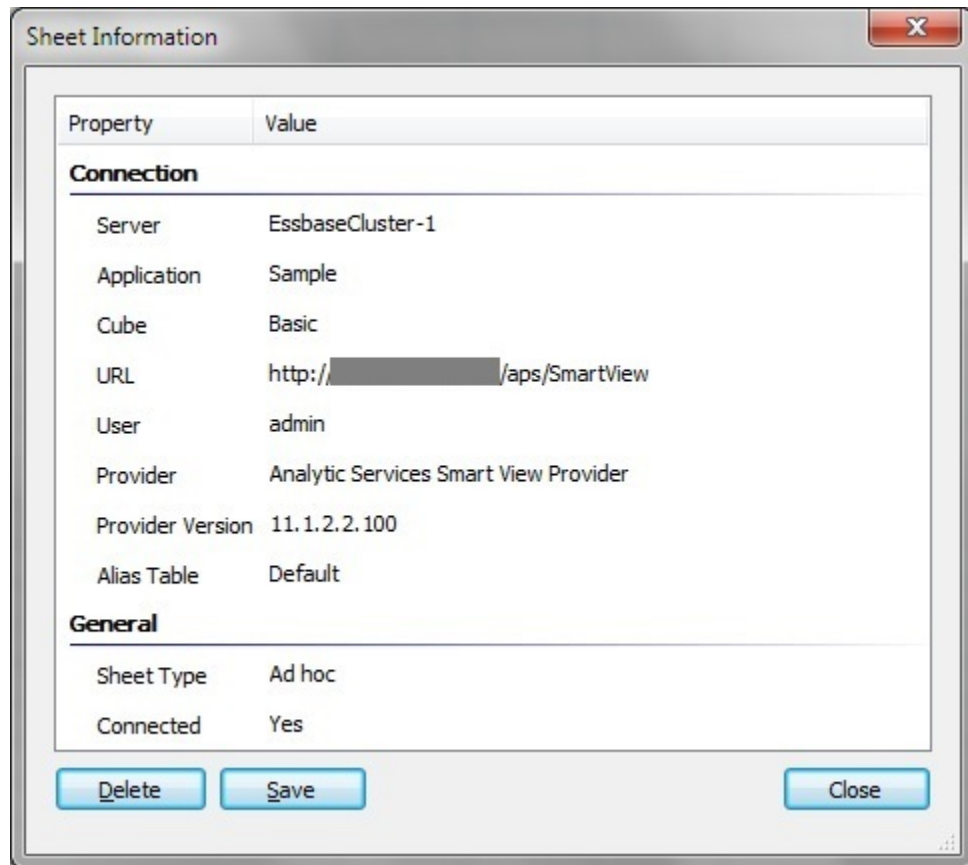 Sheet Information
Property Value
Connection
Server EssbaseCluster-1
Application Sample
Cube Basic
URL http:// /aps/SmartView
User admin
Provider Analytic Services Smart View Provider
Provider Version 11.1.2.2.100
Alias Table Default
General
Sheet Type Ad hoc
Connected Yes
Delete Save Close